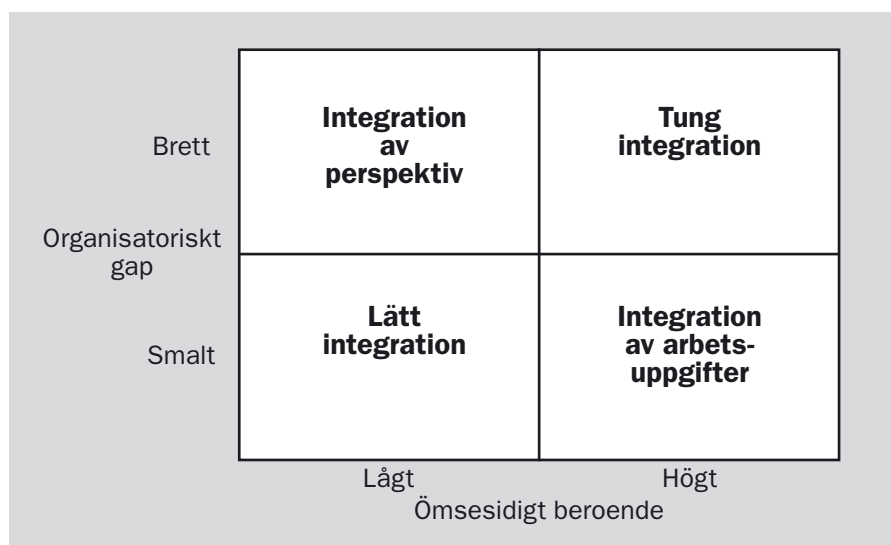 Integration
av
perspektiv
Tung
integration
Brett
Organisatoriskt
gap
Lätt
integration
Integration
av arbets-
uppgifter
Smalt
Lågt
Högt
Ömsesidigt beroende